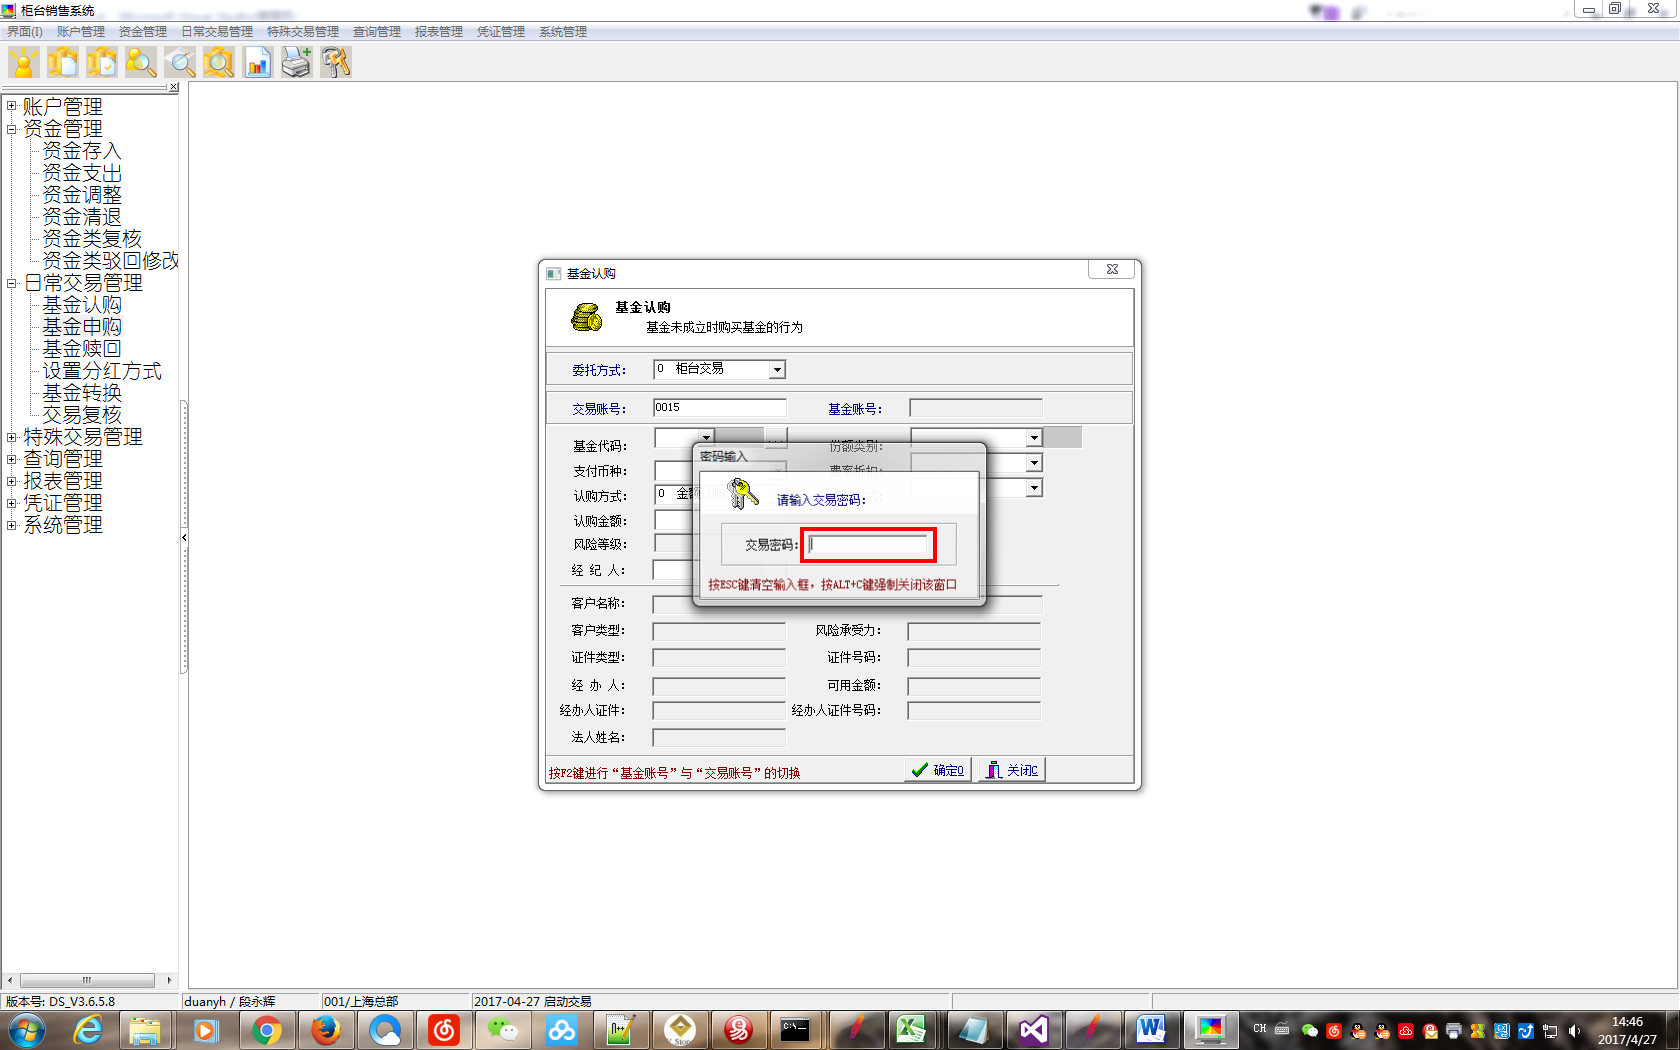 柜台销售系统
界面(I) 账户管理 资金管理 日常交易管理 特殊交易管理 查询管理 报表管理 凭证管理 系统管理
账户管理
资金管理
资金存入
资金支出
资金调整
资金清退
资金类复核
资金类驳回修改
日常交易管理
基金认购
基金申购
基金赎回
设置分红方式
基金转换
交易复核
特殊交易管理
查询管理
报表管理
凭证管理
系统管理
基金认购
基金认购
基金未成立时购买基金的行为
委托方式: 0 柜台交易
交易账号: 0015 基金账号:
基金代码: 份额类别:
支付币种: 费率折扣:
认购方式: 0 金额
认购金额:
风险等级:
经 纪 人:
密码输入
请输入交易密码:
交易密码:
按ESC键清空输入框，按ALT+C键强制关闭该窗口
客户名称:
客户类型: 风险承受力:
证件类型: 证件号码:
经 办 人: 可用金额:
经办人证件: 经办人证件号码:
法人姓名:
按F2键进行“基金账号”与“交易账号”的切换 确定O 关闭C
版本号: DS_V3.6.5.8 duanyh / 段永辉 001/上海总部 2017-04-27 启动交易
CH 14:46
2017/4/27